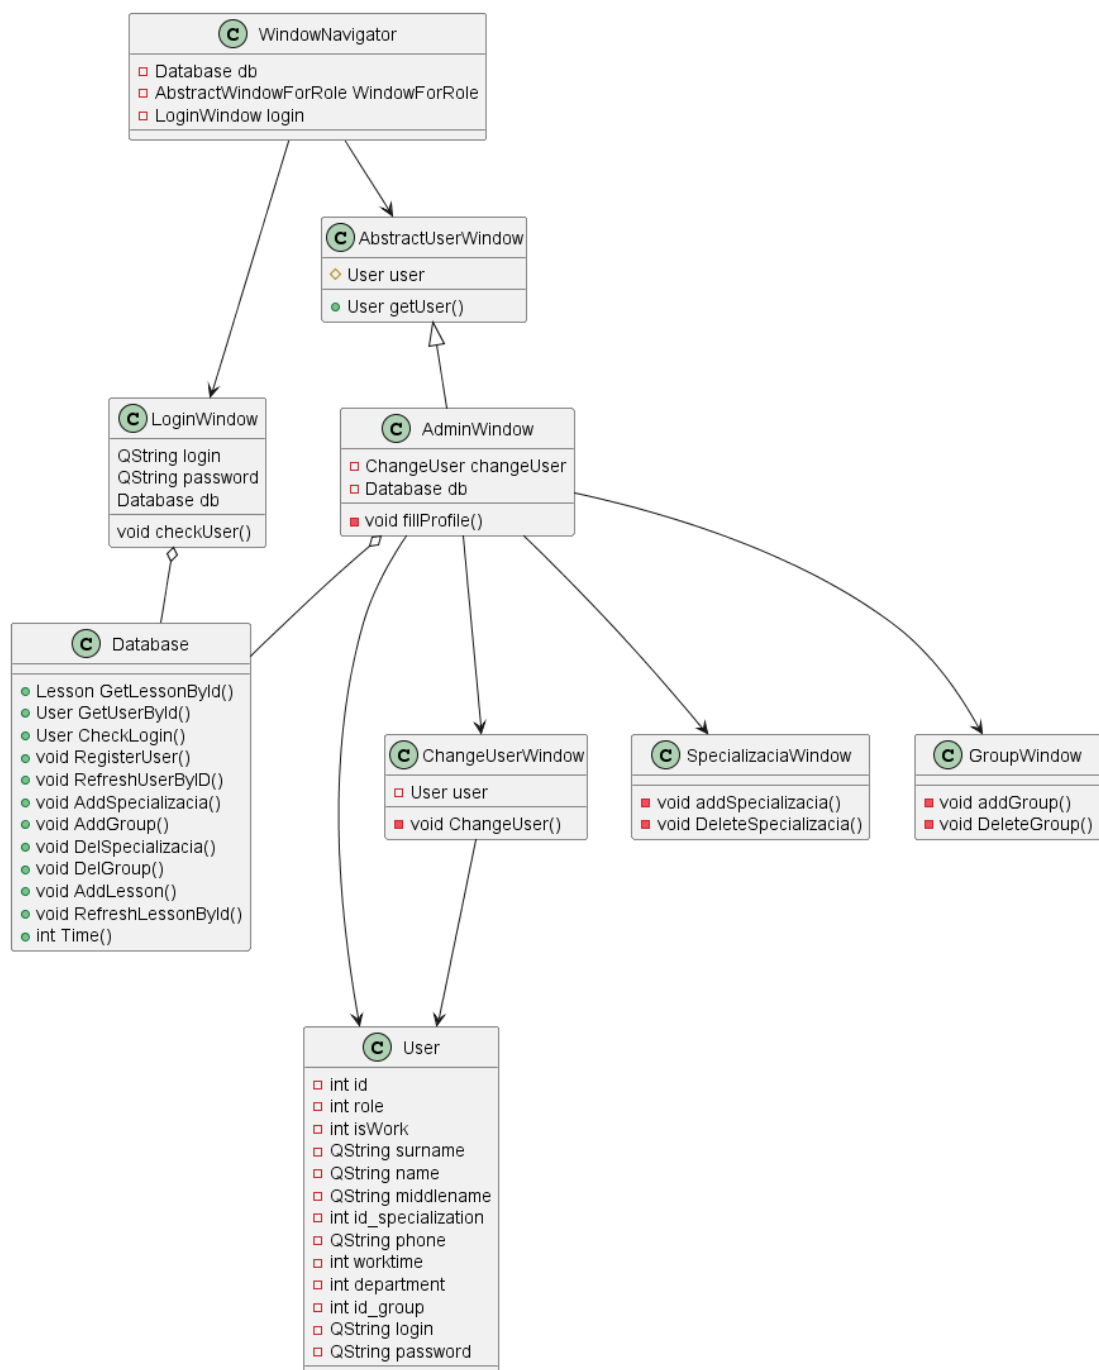 C WindowNavigator
Database db
AbstractWindowForRole WindowForRole
LoginWindow login
C AbstractUserWindow
User user
User getUser()
C LoginWindow
QString login
QString password
Database db
void checkUser()
C AdminWindow
ChangeUser changeUser
Database db
void fillProfile()
C Database
Lesson GetLessonById()
User GetUserById()
User CheckLogin()
void RegisterUser()
void RefreshUserByID()
void AddSpecializacia()
void AddGroup()
void DelSpecializacia()
void DelGroup()
void AddLesson()
void RefreshLessonById()
int Time()
C ChangeUserWindow
User user
void ChangeUser()
C SpecializaciaWindow
void addSpecializacia()
void DeleteSpecializacia()
C GroupWindow
void addGroup()
void DeleteGroup()
C User
int id
int role
int isWork
QString surname
QString name
QString middlename
int id_specialization
QString phone
int worktime
int department
int id_group
QString login
QString password